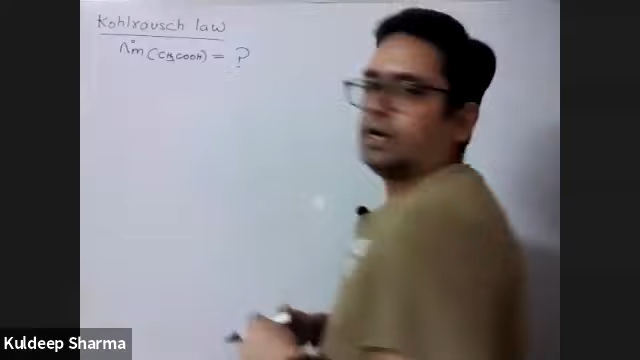 Kohlrausch law
Λ°m (CH3COOH) = ?
Kuldeep Sharma